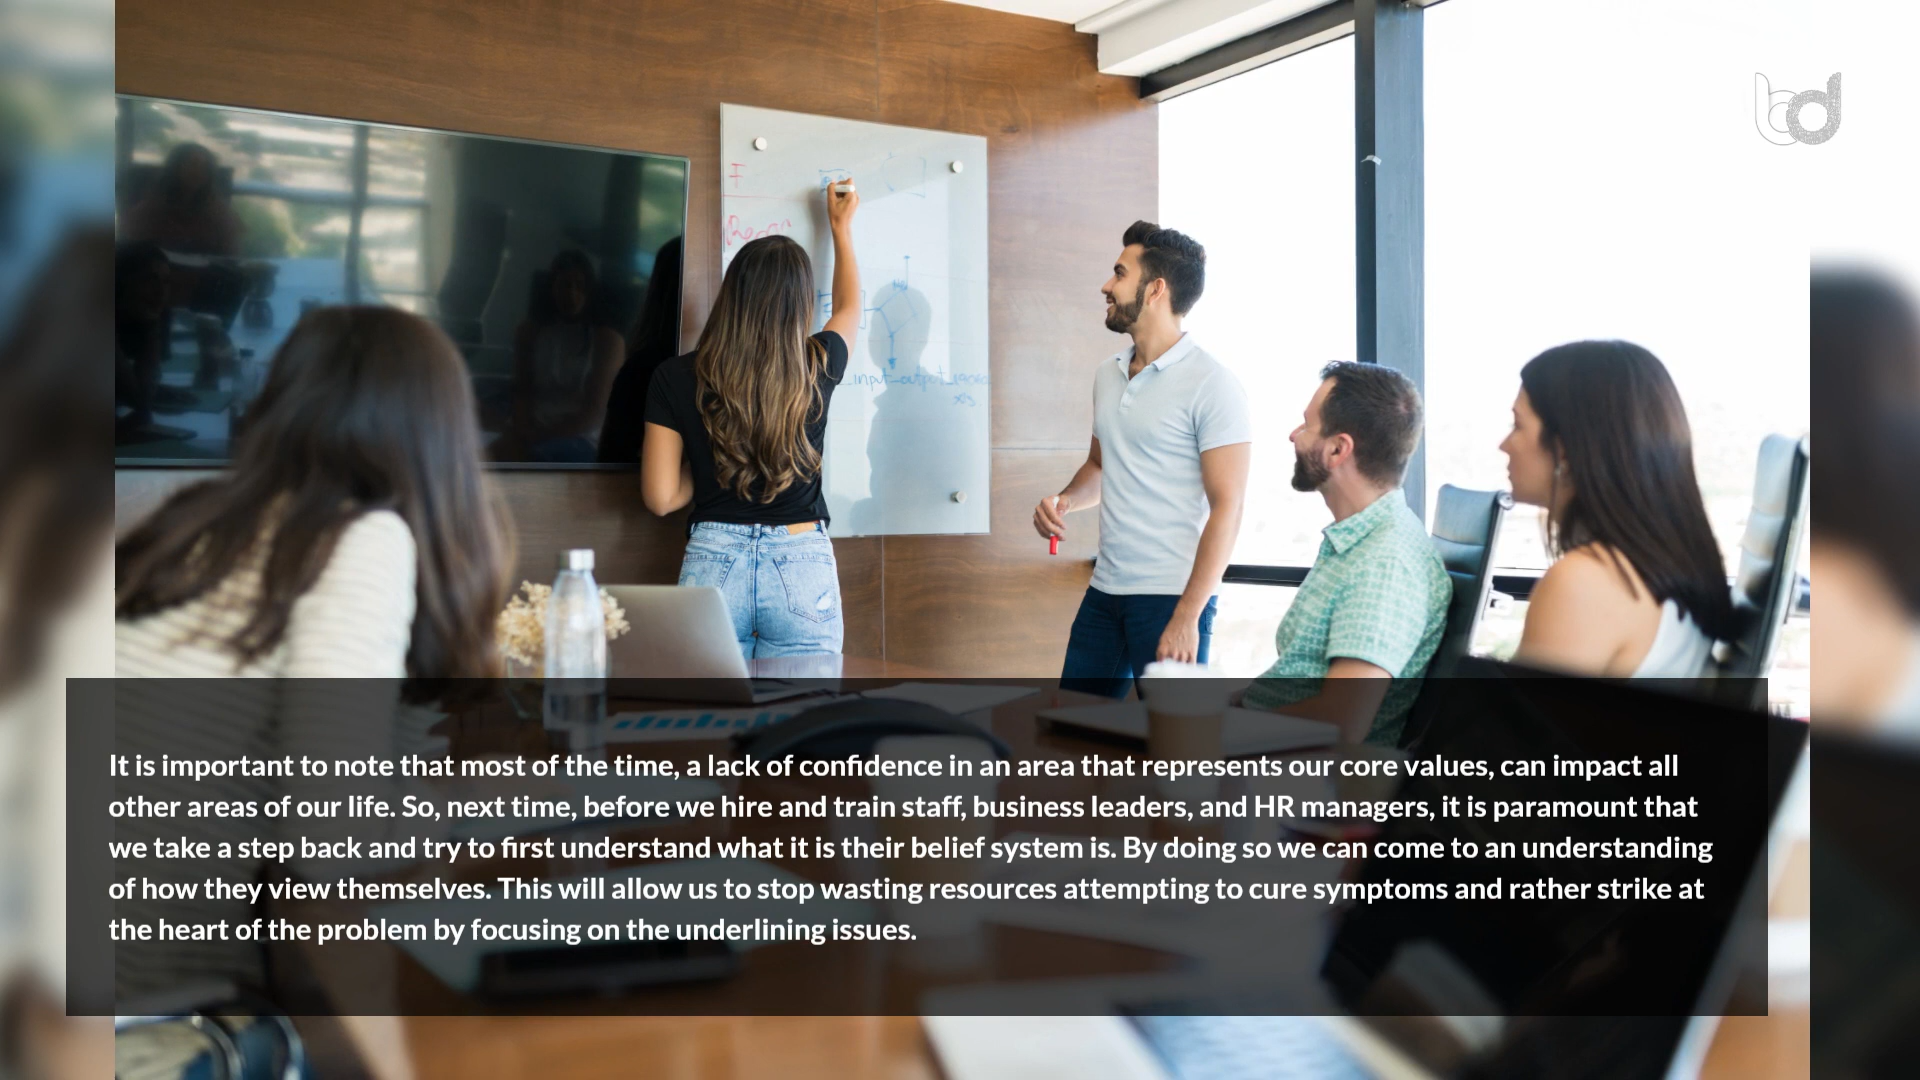 bd
F
input_output_
It is important to note that most of the time, a lack of confidence in an area that represents our core values, can impact all
other areas of our life. So, next time, before we hire and train staff, business leaders, and HR managers, it is paramount that
we take a step back and try to first understand what it is their belief system is. By doing so we can come to an understanding
of how they view themselves. This will allow us to stop wasting resources attempting to cure symptoms and rather strike at
the heart of the problem by focusing on the underlining issues.